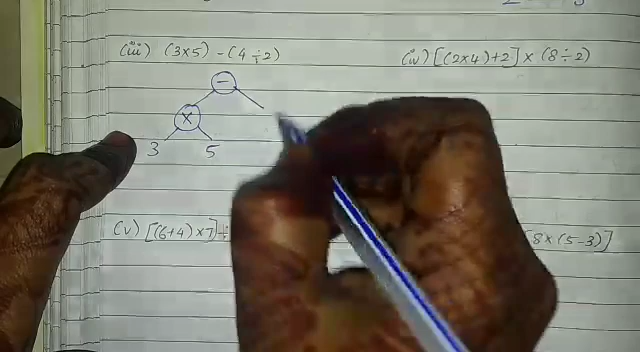 (iii) (3×5) - (4÷2)
(iv) [(2×4)+2] × (8÷2)
−
×
3 5
(v) [(6+4)×7]÷
[8×(5-3)]